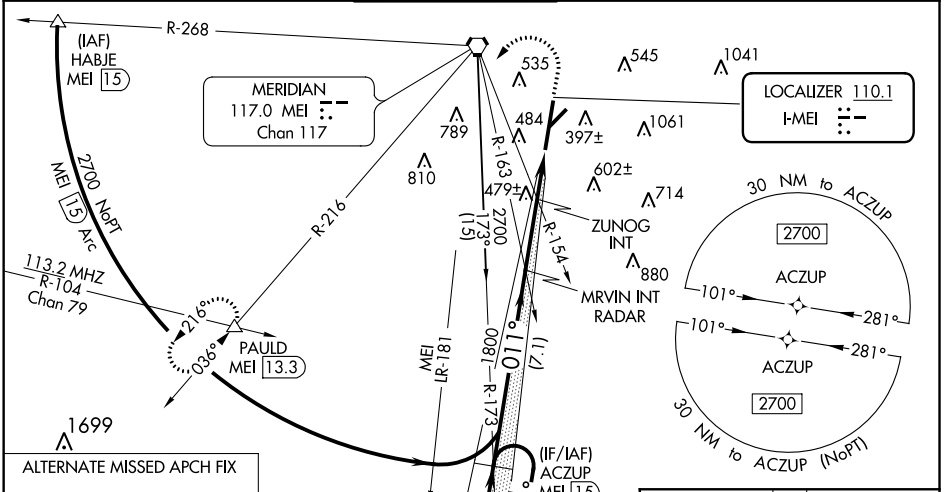 R-268
(IAF)
HABJE
MEI 15
MERIDIAN
117.0 MEI
Chan 117
535
545
1041
LOCALIZER 110.1
I-MEI
789
484
397±
1061
810
R-163
479±
602±
714
2700 NoPT
MEI 15 Arc
R-216
2700
173°
(15)
ZUNOG
INT
R-154
880
MRVIN INT
RADAR
30 NM to ACZUP
2700
ACZUP
101°
281°
113.2 MHZ
R-104
Chan 79
216°
036°
PAULD
MEI 13.3
MEI
LR-181
1800
R-173
011°
(7.1)
101°
281°
ACZUP
2700
30 NM to ACZUP (NoPT)
1699
ALTERNATE MISSED APCH FIX
(IF/IAF)
ACZUP
MEI 15